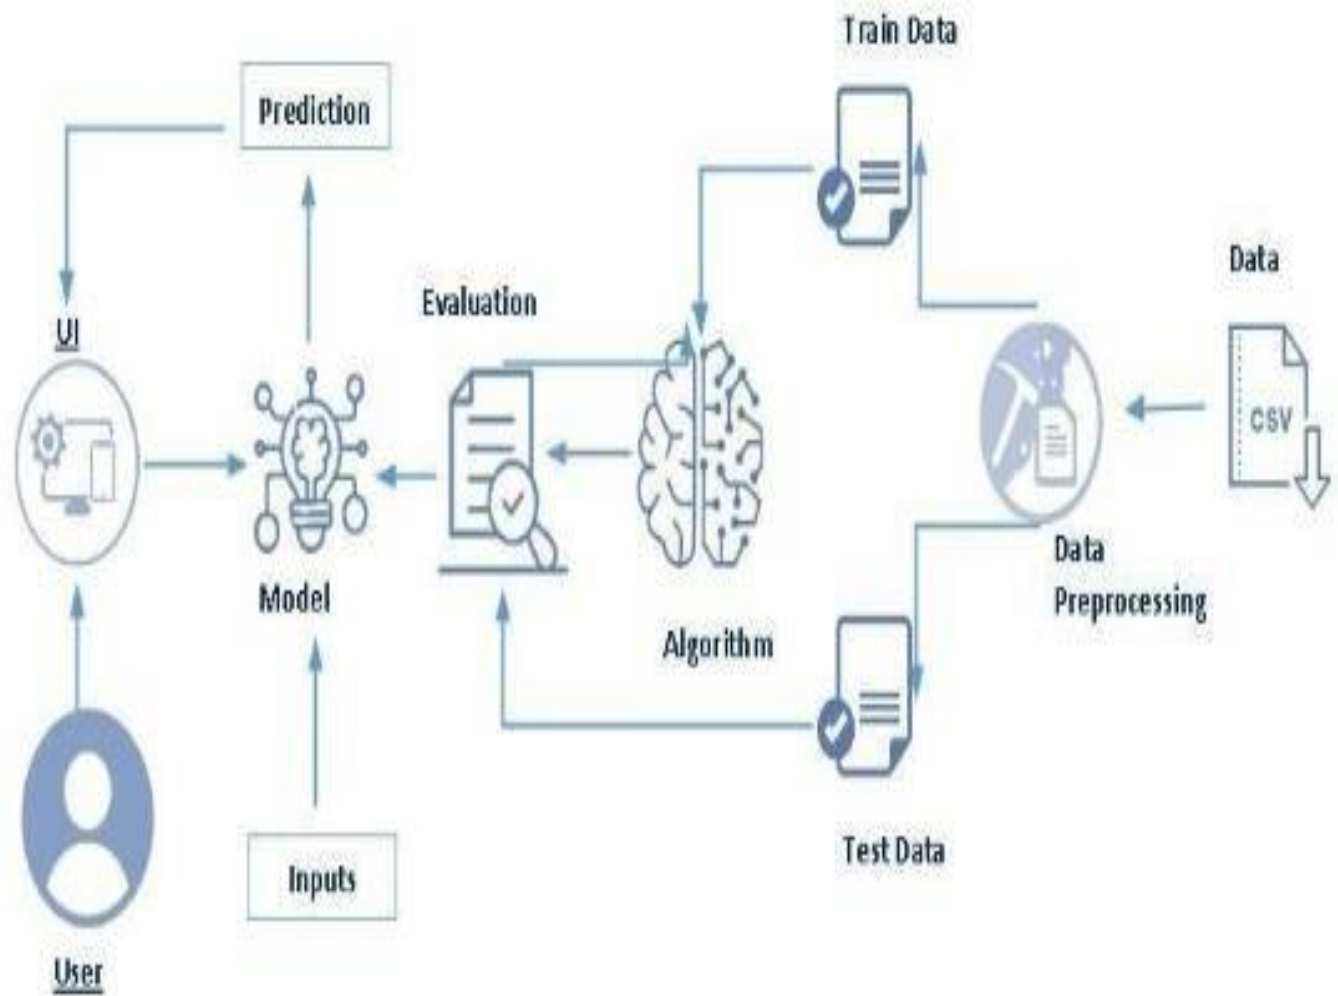 Train Data
Prediction
Data
Evaluation
UI
CSV
Data
Preprocessing
Model
Algorithm
Test Data
Inputs
User